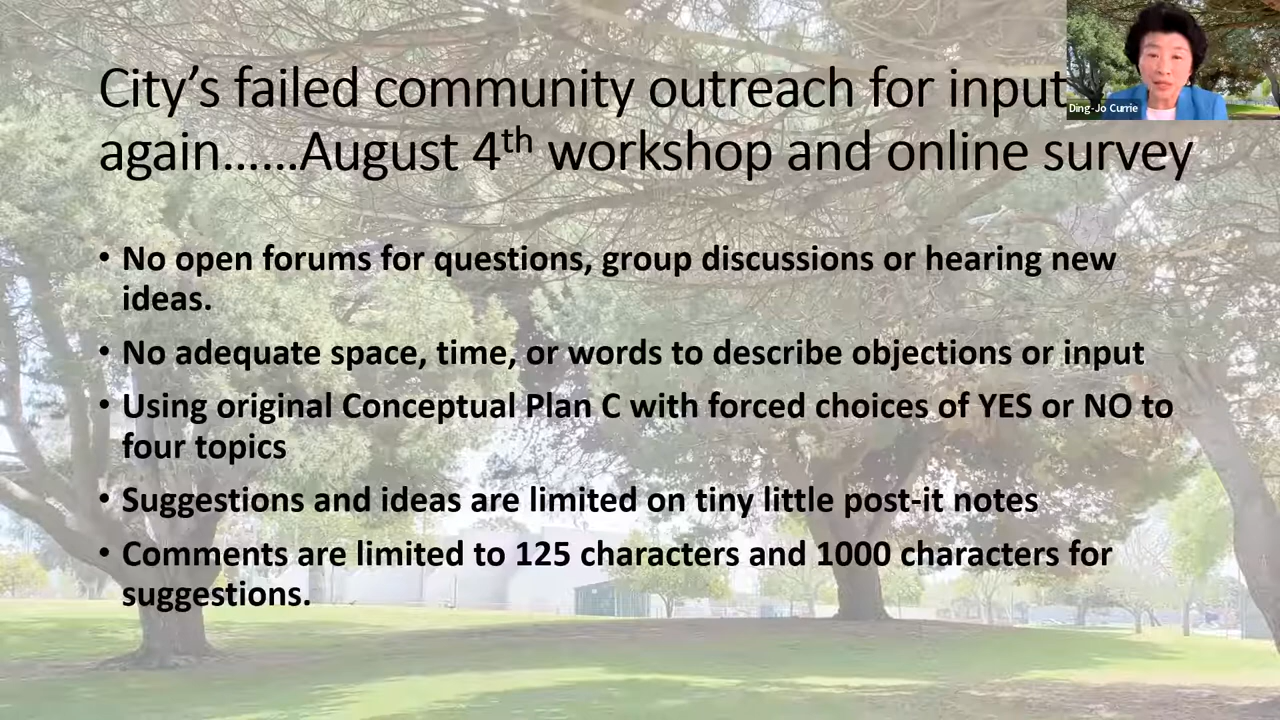 City’s failed community outreach for input
again……August 4th workshop and online survey
Ding-Jo Currie
• No open forums for questions, group discussions or hearing new
ideas.
• No adequate space, time, or words to describe objections or input
• Using original Conceptual Plan C with forced choices of YES or NO to
four topics
• Suggestions and ideas are limited on tiny little post-it notes
• Comments are limited to 125 characters and 1000 characters for
suggestions.